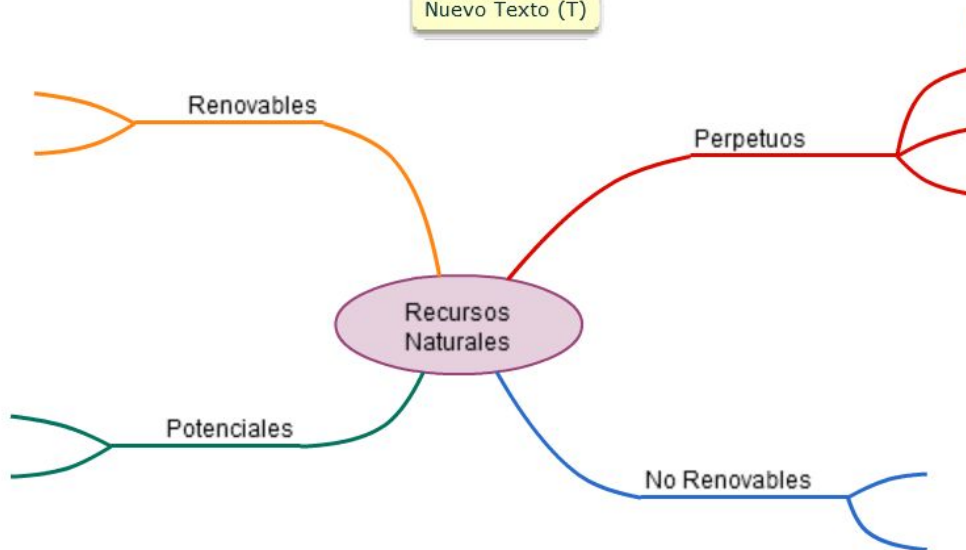 Nuevo Texto (T)
Renovables
Perpetuos
Recursos
Naturales
Potenciales
No Renovables